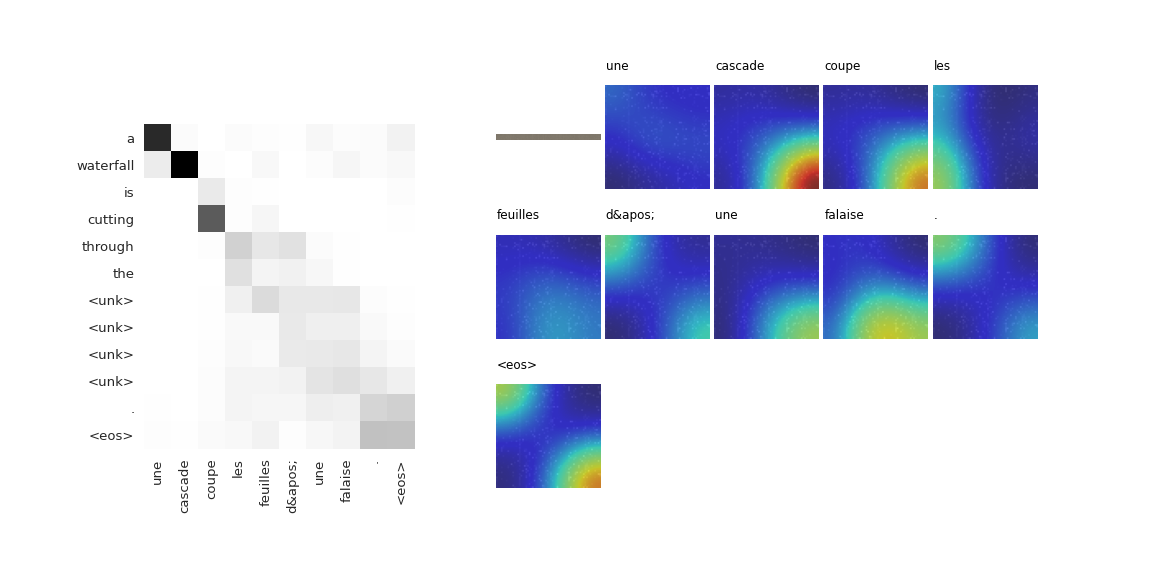 a
waterfall
is
cutting
through
the
<unk>
<unk>
<unk>
<unk>
.
<eos>
une
cascade
coupe
les
feuilles
d&apos;
une
falaise
.
<eos>
une cascade coupe les
feuilles d&apos; une falaise .
<eos>